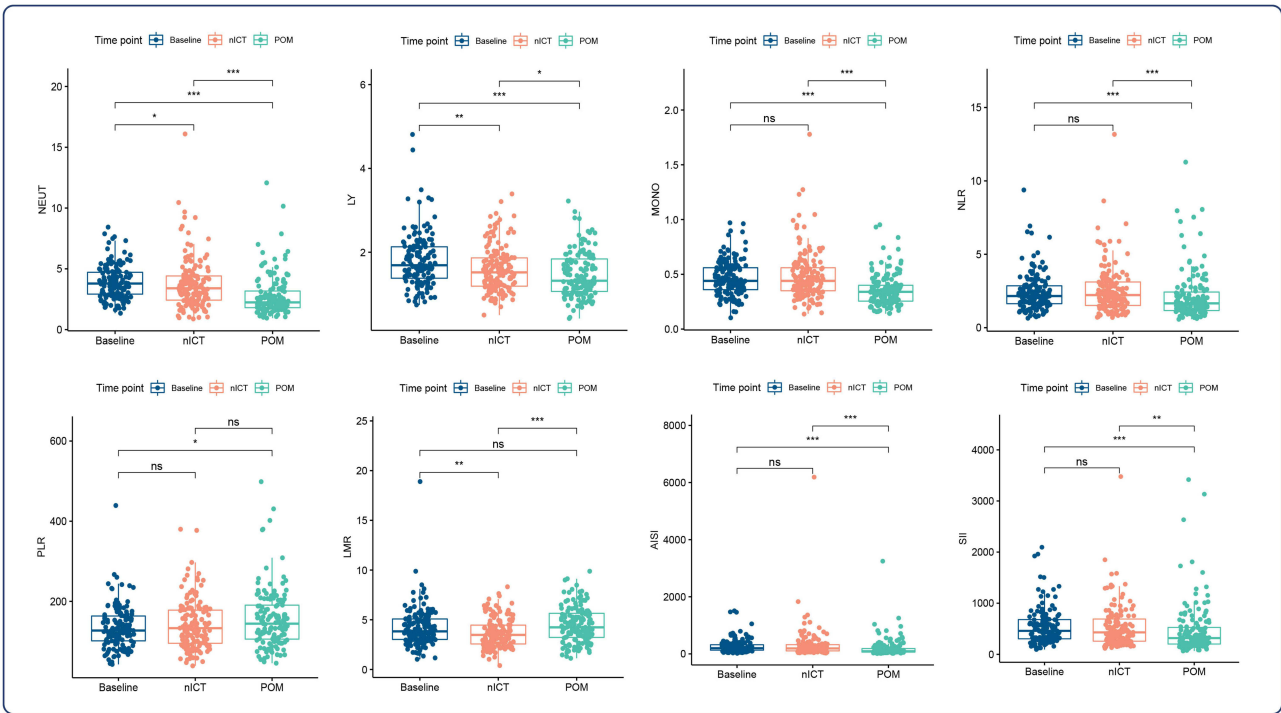 Time point Baseline nICT POM
NEUT
20
15
10
5
0
***
***
*
Baseline nICT POM
Time point Baseline nICT POM
LY
6
4
2
*
***
**
Baseline nICT POM
Time point Baseline nICT POM
MONO
2.0
1.5
1.0
0.5
0.0
***
***
ns
Baseline nICT POM
Time point Baseline nICT POM
NLR
15
10
5
0
***
***
ns
Baseline nICT POM
Time point Baseline nICT POM
PLR
600
400
200
ns
*
ns
Baseline nICT POM
Time point Baseline nICT POM
LMR
25
20
15
10
5
0
***
ns
**
Baseline nICT POM
Time point Baseline nICT POM
AISI
8000
6000
4000
2000
0
***
***
ns
Baseline nICT POM
Time point Baseline nICT POM
SII
4000
3000
2000
1000
0
**
***
ns
Baseline nICT POM